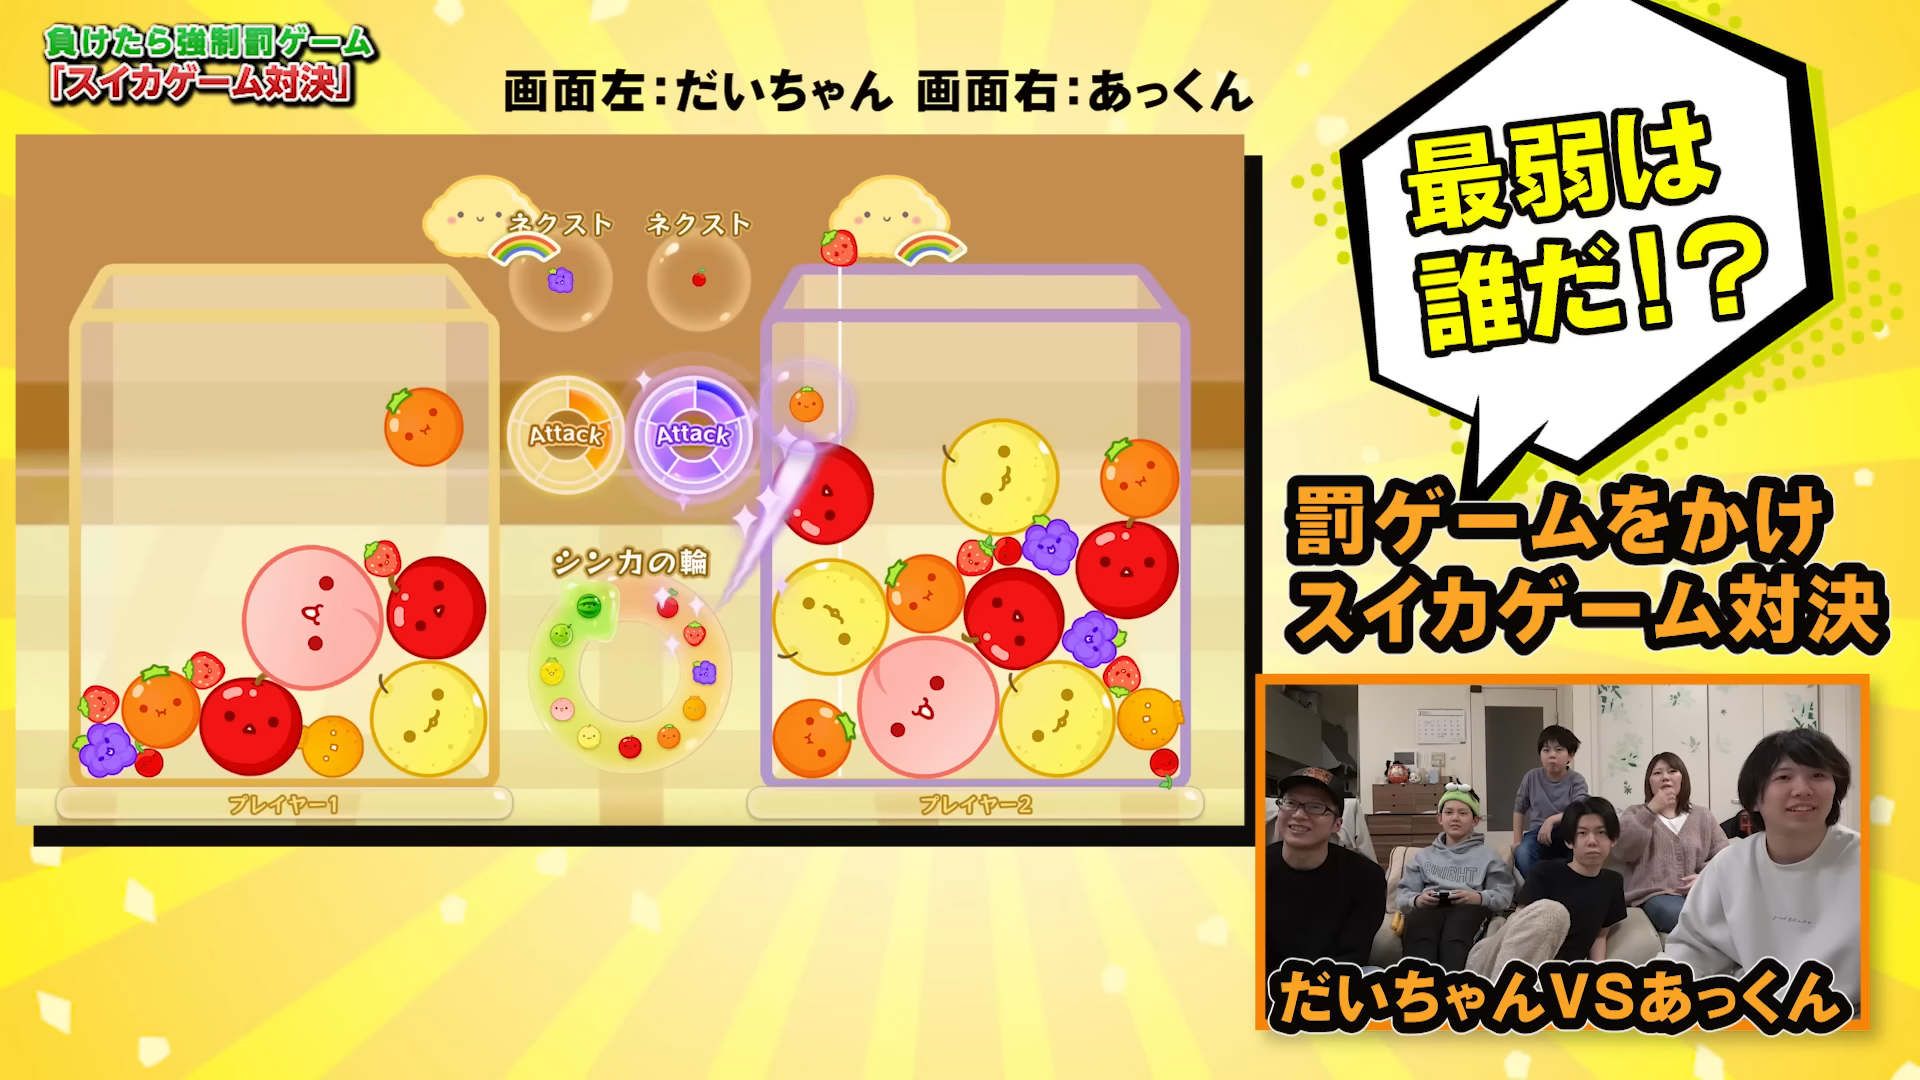 負けたら強制罰ゲーム
「スイカゲーム対決」
画面左：だいちゃん 画面右：あっくん
最弱は
誰だ！？
ネクスト ネクスト
Attack Attack
シンカの輪
プレイヤー1 プレイヤー2
罰ゲームをかけ
スイカゲーム対決
BRIGHT
だいちゃんVSあっくん